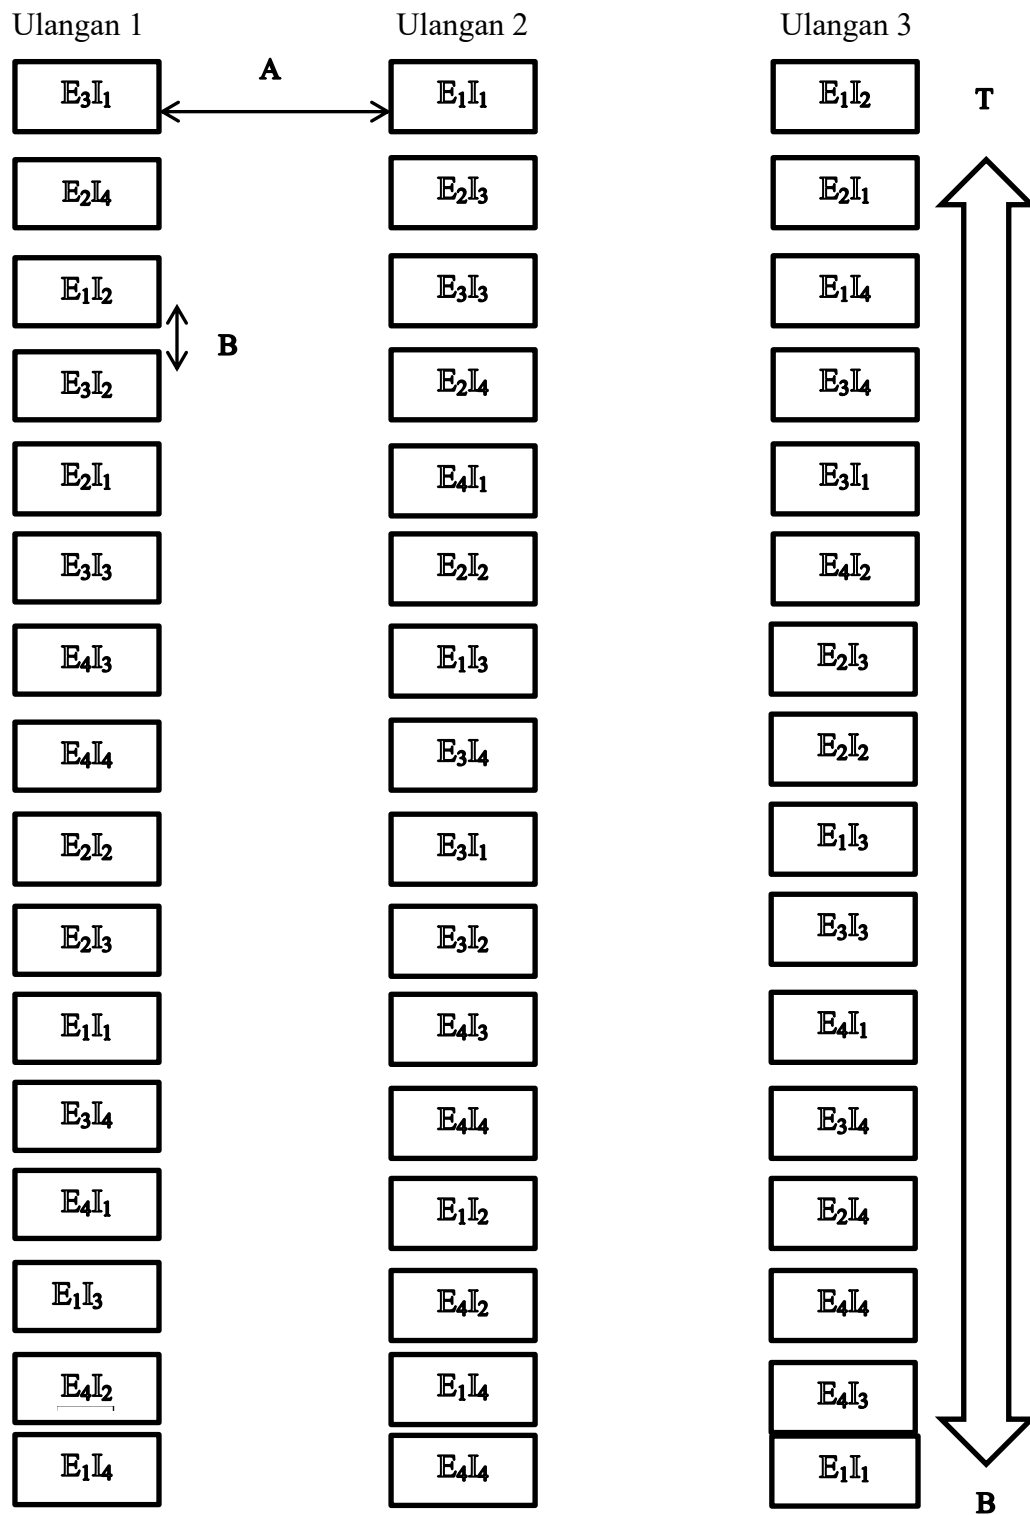 Ulangan 1 Ulangan 2 Ulangan 3
E₃I₁ A E₁I₁ E₁I₂ T
E₂I₄ E₂I₃ E₂I₁
E₁I₂ E₃I₃ E₁I₄
B
E₃I₂ E₂I₄ E₃I₄
E₂I₁ E₄I₁ E₃I₁
E₃I₃ E₂I₂ E₄I₂
E₄I₃ E₁I₃ E₂I₃
E₄I₄ E₃I₄ E₂I₂
E₂I₂ E₃I₁ E₁I₃
E₂I₃ E₃I₂ E₃I₃
E₁I₁ E₄I₃ E₄I₁
E₃I₄ E₄I₄ E₃I₄
E₄I₁ E₁I₂ E₂I₄
E₁I₃ E₄I₂ E₄I₄
E₄I₂ E₁I₄ E₄I₃
E₁I₄ E₄I₄ E₁I₁
B